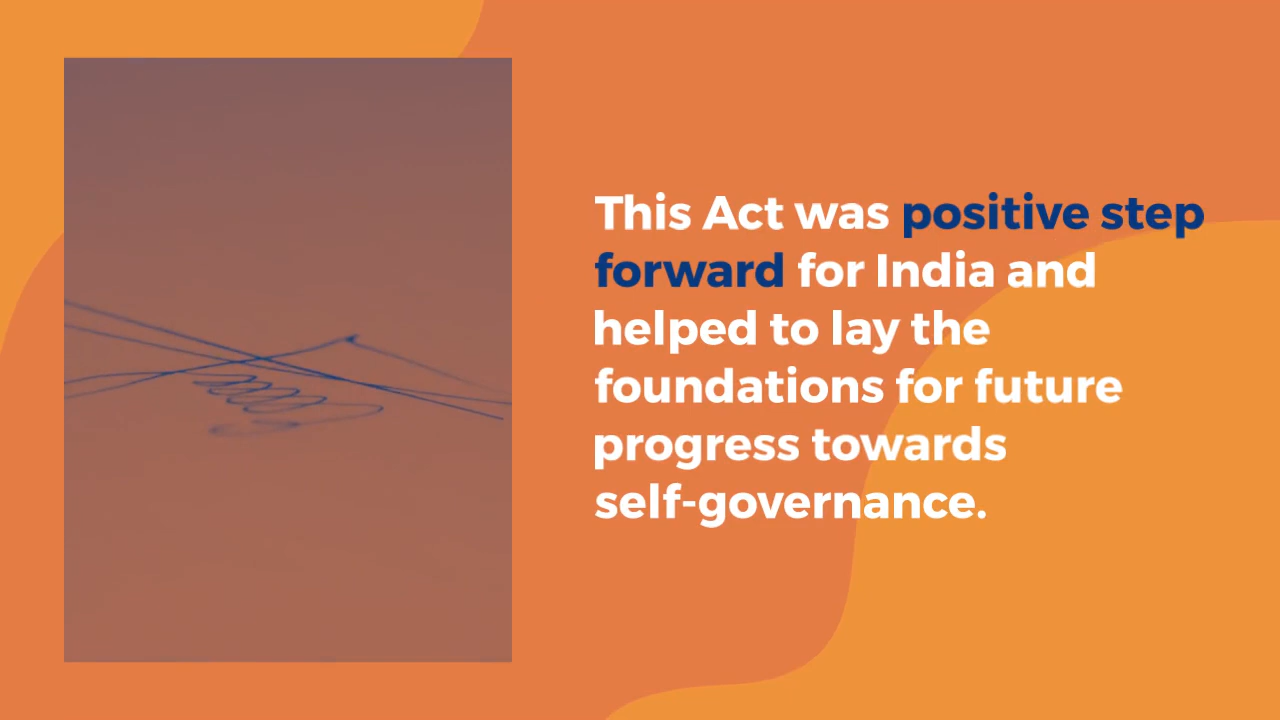 This Act was positive step
forward for India and
helped to lay the
foundations for future
progress towards
self-governance.